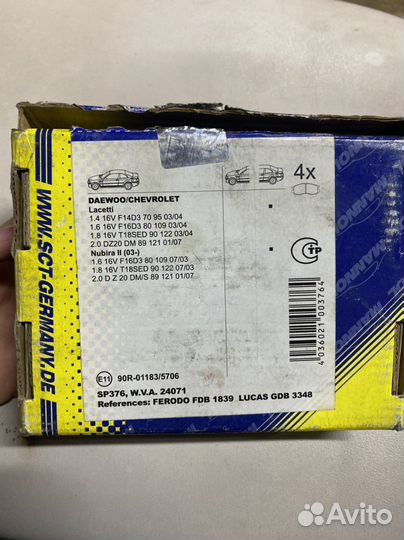 4x
DAEWOO/CHEVROLET
Lacetti
1.4 16V F14D3 70 95 03/04
1.6 16V F16D3 80 109 03/04
1.8 16V T18SED 90 122 03/04
2.0 DZ20 DM 89 121 01/07
Nubira II (03-)
1.6 16V F16D3 80 109 07/03
1.8 16V T18SED 90 122 07/03
2.0 D Z 20 DM/S 89 121 01/07
E11 90R-01183/5706
SP376, W.V.A. 24071
References: FERODO FDB 1839 LUCAS GDB 3348
4036021003764
СТР
WWW.SCT-GERMANY.DE
MANNOL
Avito